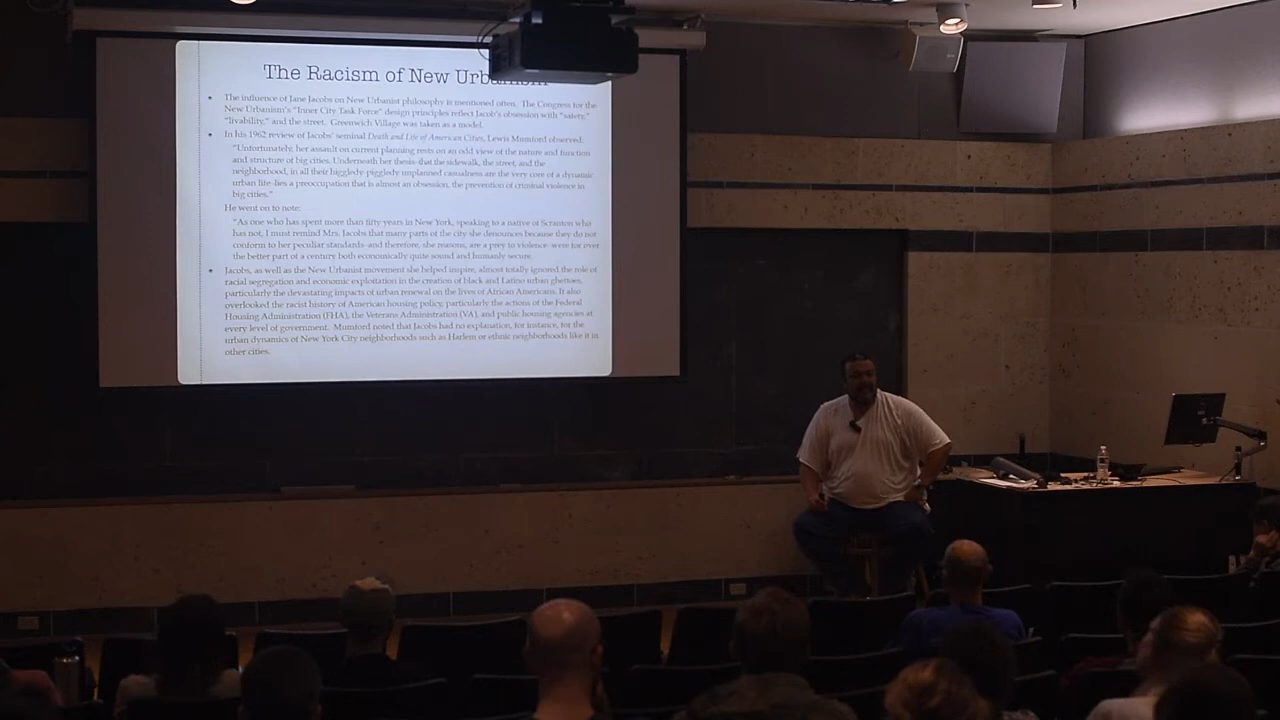 The Racism of New Urbanism
• The influence of Jane Jacobs on New Urbanist philosophy is mentioned often. The Congress for the
New Urbanism's "Inner City Task Force" design principles reflect Jacob's obsession with "safety,"
"livability," and the street. Greenwich Village was taken as a model.
• In his 1962 review of Jacobs' seminal Death and Life of American Cities, Lewis Mumford observed:
"Unfortunately, her assault on current planning rests on an odd view of the nature and function
and structure of big cities. Underneath her thesis-that the sidewalk, the street, and the
neighborhood, in all their higgledy-piggledy unplanned casualness are the very core of a dynamic
urban life-lies a preoccupation that is almost an obsession, the prevention of criminal violence in
big cities."
He went on to note:
"As one who has spent more than fifty years in New York, speaking to a native of Scranton who
has not, I must remind Mrs. Jacobs that many parts of the city she denounces because they do not
conform to her peculiar standards-and therefore, she reasons, are a prey to violence-were for over
the better part of a century both economically quite sound and humanly secure.
• Jacobs, as well as the New Urbanist movement she helped inspire, almost totally ignored the role of
racial segregation and economic exploitation in the creation of black and Latino urban ghettoes,
particularly the devastating impacts of urban renewal on the lives of African Americans. It also
overlooked the racist history of American housing policy, particularly the actions of the Federal
Housing Administration (FHA), the Veterans Administration (VA), and public housing agencies at
every level of government. Mumford noted that Jacobs had no explanation, for instance, for the
urban dynamics of New York City neighborhoods such as Harlem or ethnic neighborhoods like it in
other cities.